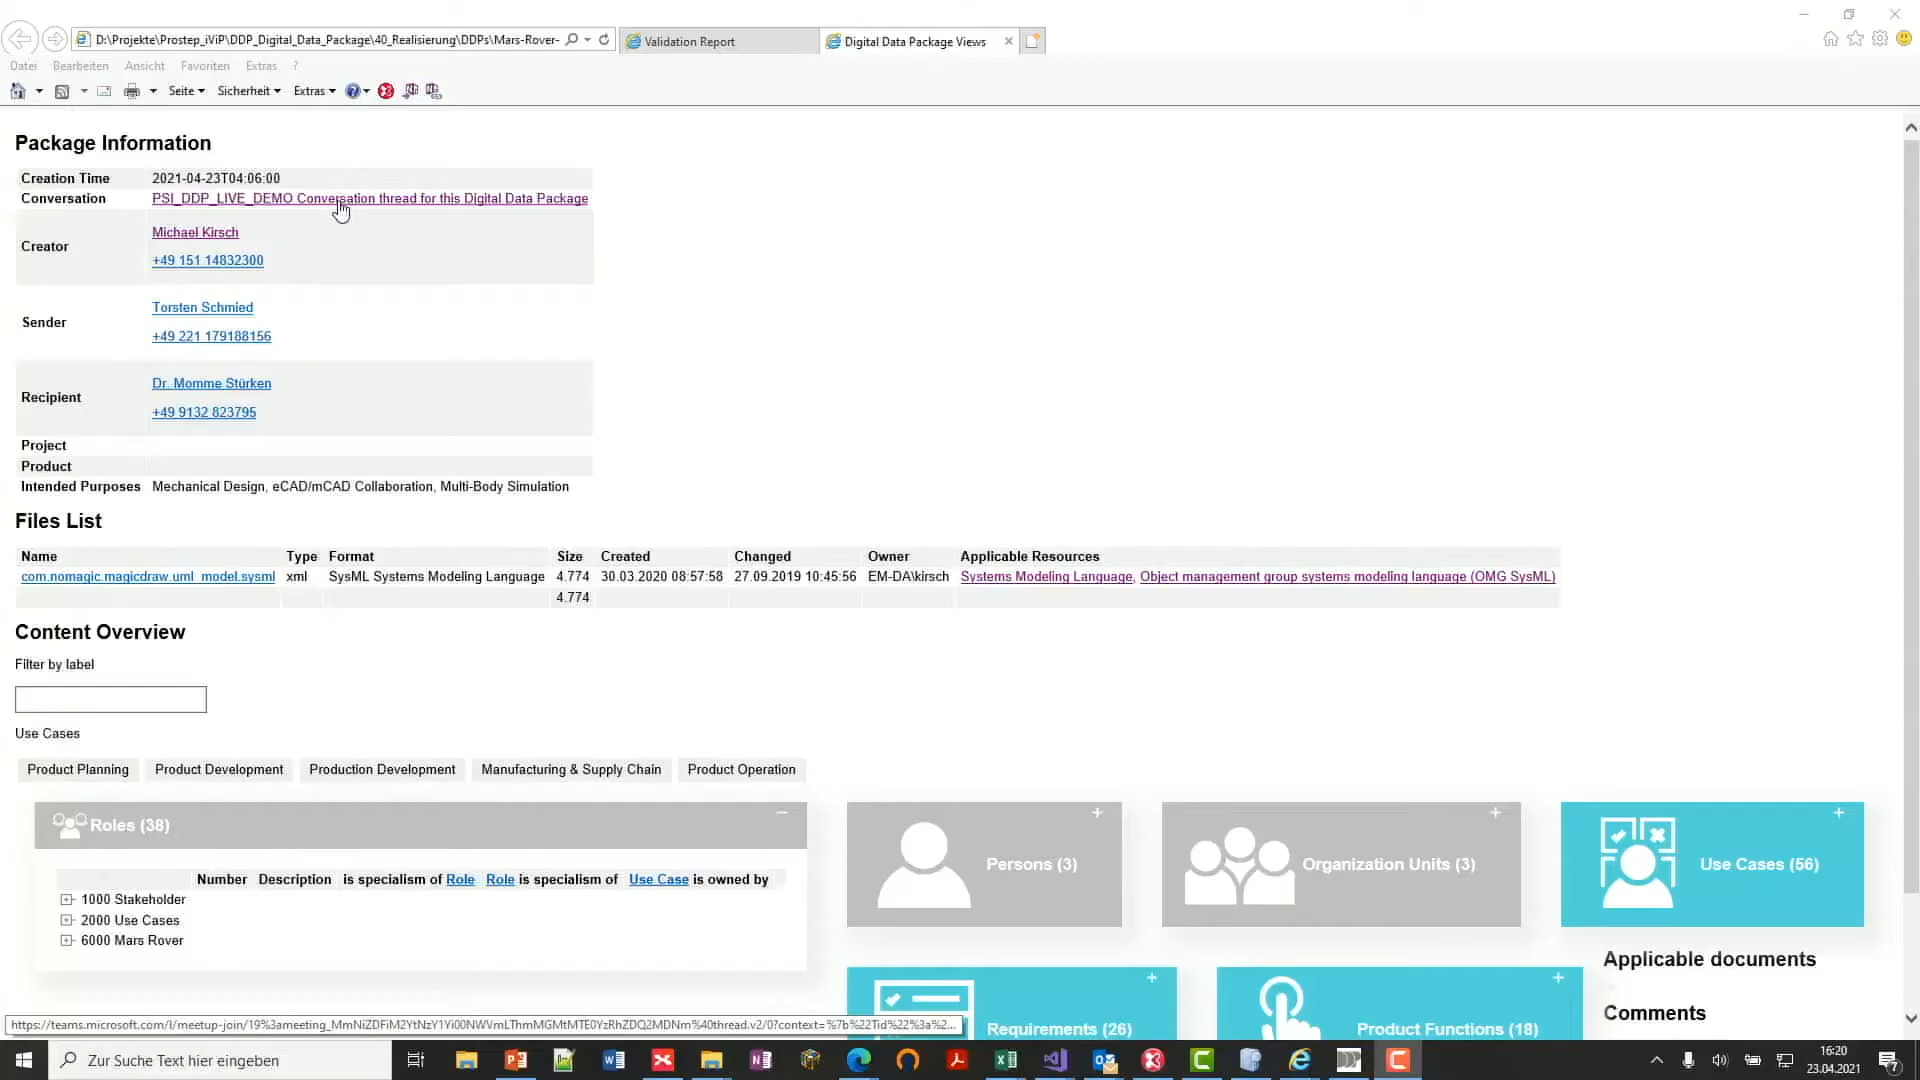 D:\Projekte\Prostep_iViP\DDP_Digital_Data_Package\40_Realisierung\DDPs\Mars-Rover-
Validation Report
Digital Data Package Views
Datei Bearbeiten Ansicht Favoriten Extras ?
Seite Sicherheit Extras
Package Information
Creation Time 2021-04-23T04:06:00
Conversation PSI_DDP_LIVE_DEMO Conversation thread for this Digital Data Package
Creator Michael Kirsch
+49 151 14832300
Sender Torsten Schmied
+49 221 179188156
Recipient Dr. Momme Stürken
+49 9132 823795
Project
Product
Intended Purposes Mechanical Design, eCAD/mCAD Collaboration, Multi-Body Simulation
Files List
Name Type Format Size Created Changed Owner Applicable Resources
com.nomagic.magicdraw.uml_model.sysml xml SysML Systems Modeling Language 4.774 30.03.2020 08:57:58 27.09.2019 10:45:56 EM-DA\kirsch Systems Modeling Language, Object management group systems modeling language (OMG SysML)
4.774
Content Overview
Filter by label
Use Cases
Product Planning Product Development Production Development Manufacturing & Supply Chain Product Operation
Roles (38)
Number Description is specialism of Role Role is specialism of Use Case is owned by
1000 Stakeholder
2000 Use Cases
6000 Mars Rover
Persons (3)
Organization Units (3)
Use Cases (56)
Requirements (26)
Product Functions (18)
Applicable documents
Comments
Zur Suche Text hier eingeben
16:20
23.04.2021
7